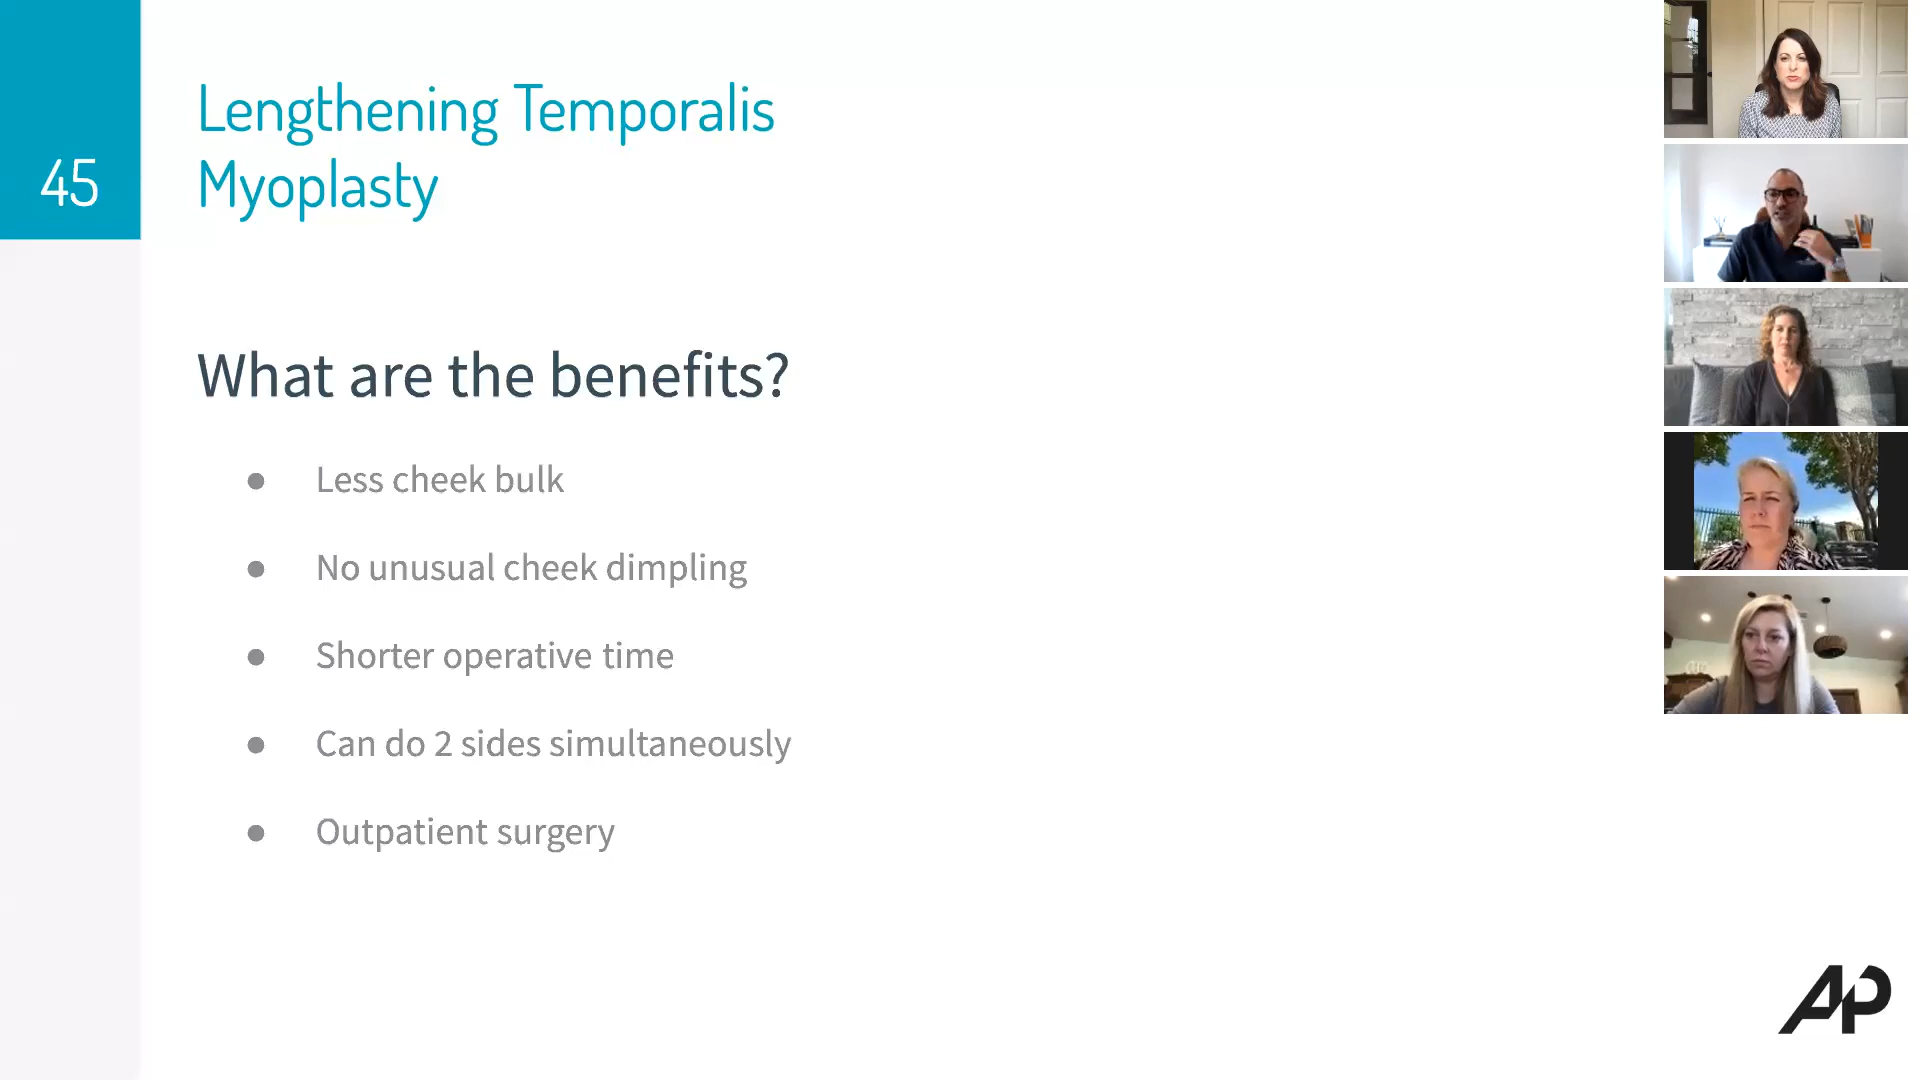 45
Lengthening Temporalis
Myoplasty
What are the benefits?
● Less cheek bulk
● No unusual cheek dimpling
● Shorter operative time
● Can do 2 sides simultaneously
● Outpatient surgery
AP